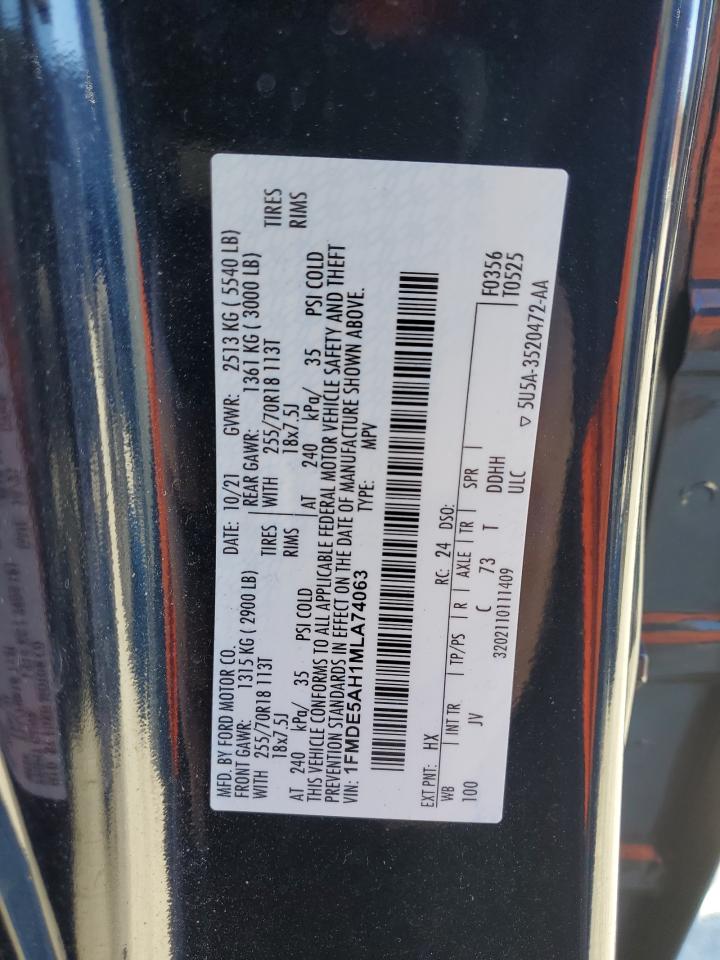 MFD. BY FORD MOTOR CO. DATE: 10/21 GVWR: 2513 KG ( 5540 LB)
FRONT GAWR: 1315 KG ( 2900 LB) REAR GAWR: 1361 KG ( 3000 LB)
WITH 255/70R18 113T TIRES WITH 255/70R18 113T TIRES
18x7.5J RIMS 18x7.5J RIMS
AT 240 kPa/ 35 PSI COLD AT 240 kPa/ 35 PSI COLD
THIS VEHICLE CONFORMS TO ALL APPLICABLE FEDERAL MOTOR VEHICLE SAFETY AND THEFT
PREVENTION STANDARDS IN EFFECT ON THE DATE OF MANUFACTURE SHOWN ABOVE.
VIN: 1FMDE5AH1MLA74063 TYPE: MPV
EXT PNT: HX RC: 24 DSO: F0356
T0525
WB INT TR TP/PS R AXLE TR SPR
100 JV C 73 T DDHH
3202110111409 ULC
▽ 5U5A-3520472-AA